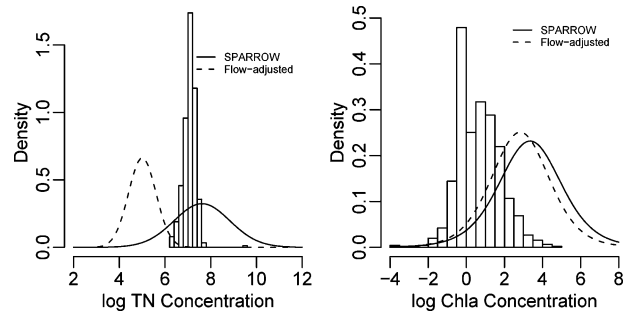 SPARROW
Flow-adjusted
Density
0.0 0.5 1.0 1.5
2 4 6 8 10 12
log TN Concentration
SPARROW
Flow-adjusted
Density
0.0 0.1 0.2 0.3 0.4 0.5
−4 −2 0 2 4 6 8
log Chla Concentration